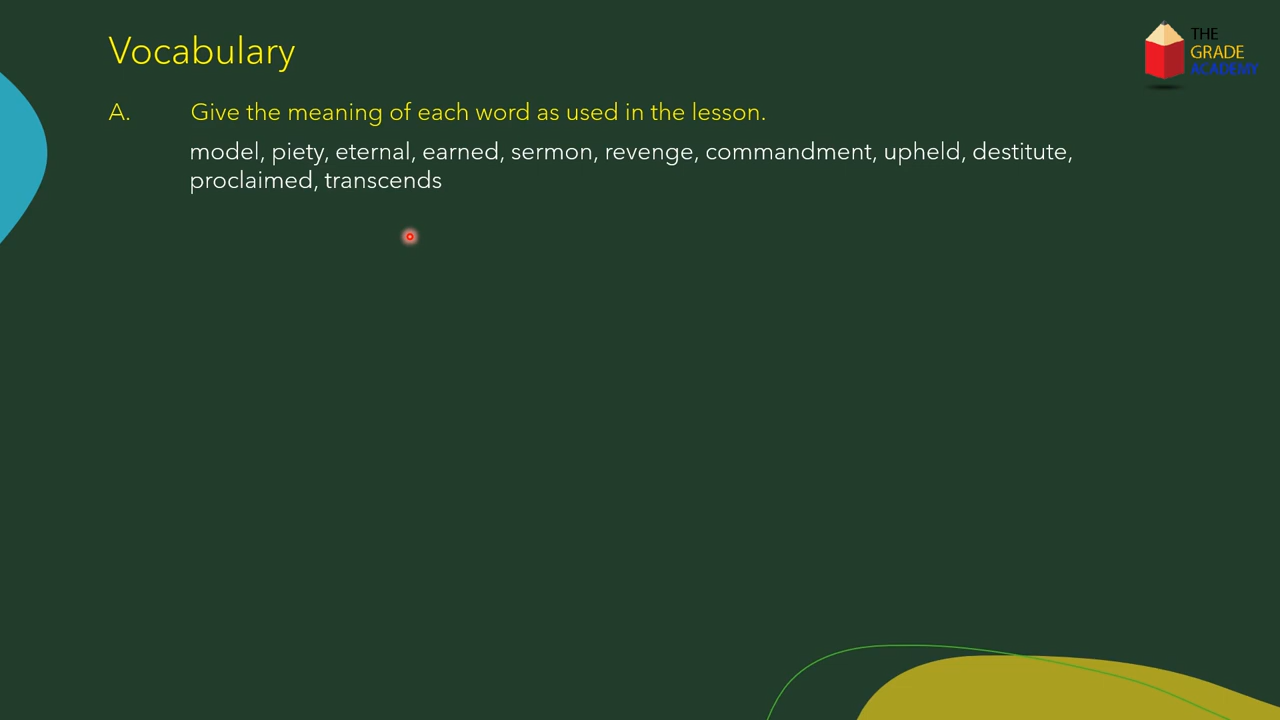 Vocabulary
THE
GRADE
ACADEMY
A. Give the meaning of each word as used in the lesson.
model, piety, eternal, earned, sermon, revenge, commandment, upheld, destitute,
proclaimed, transcends